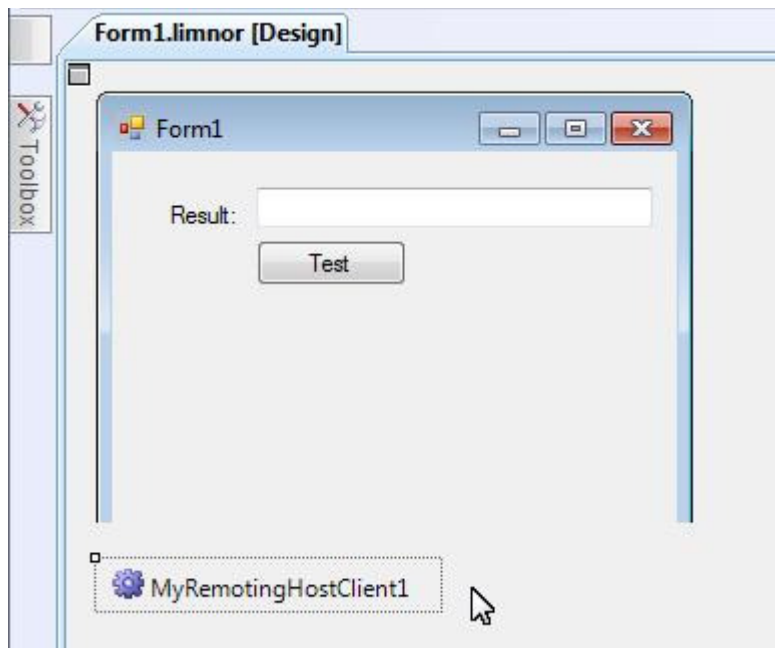 Form1.limnor [Design]
Toolbox
Form1
Result:
Test
MyRemotingHostClient1